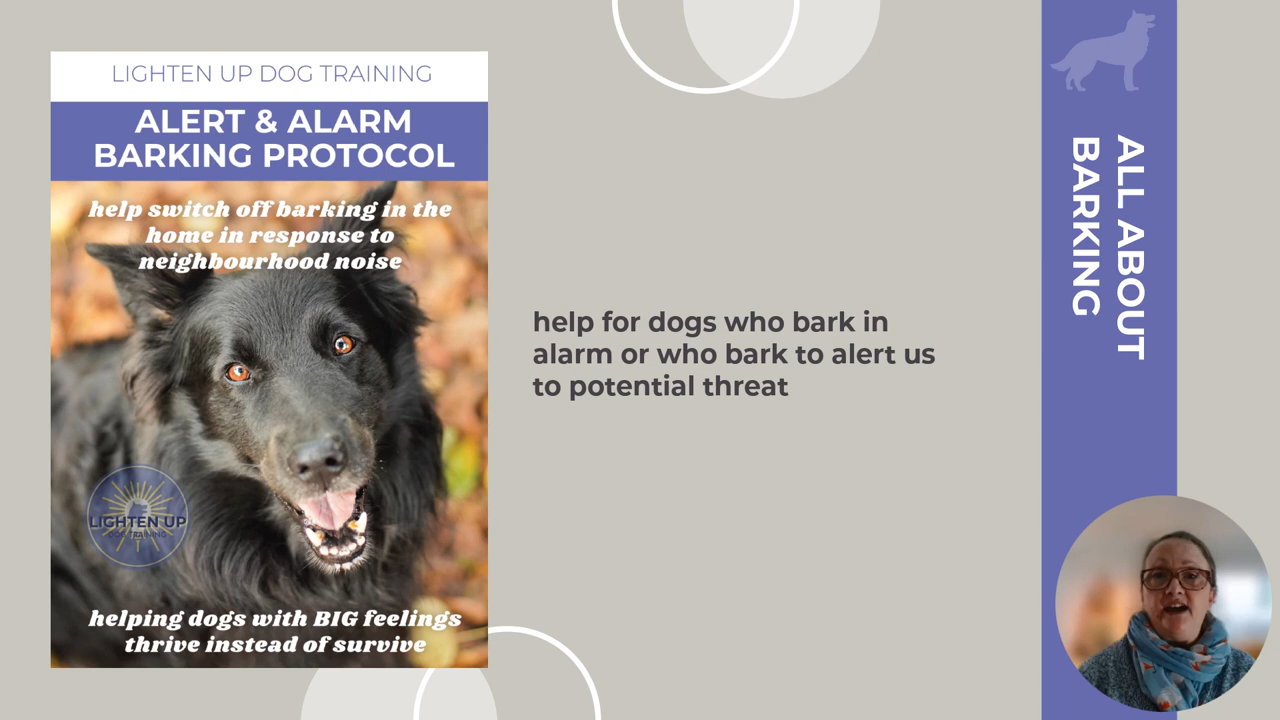 LIGHTEN UP DOG TRAINING
ALERT & ALARM
BARKING PROTOCOL
help switch off barking in the
home in response to
neighbourhood noise
LIGHTEN UP
DOG TRAINING
helping dogs with BIG feelings
thrive instead of survive
help for dogs who bark in
alarm or who bark to alert us
to potential threat
ALL ABOUT
BARKING